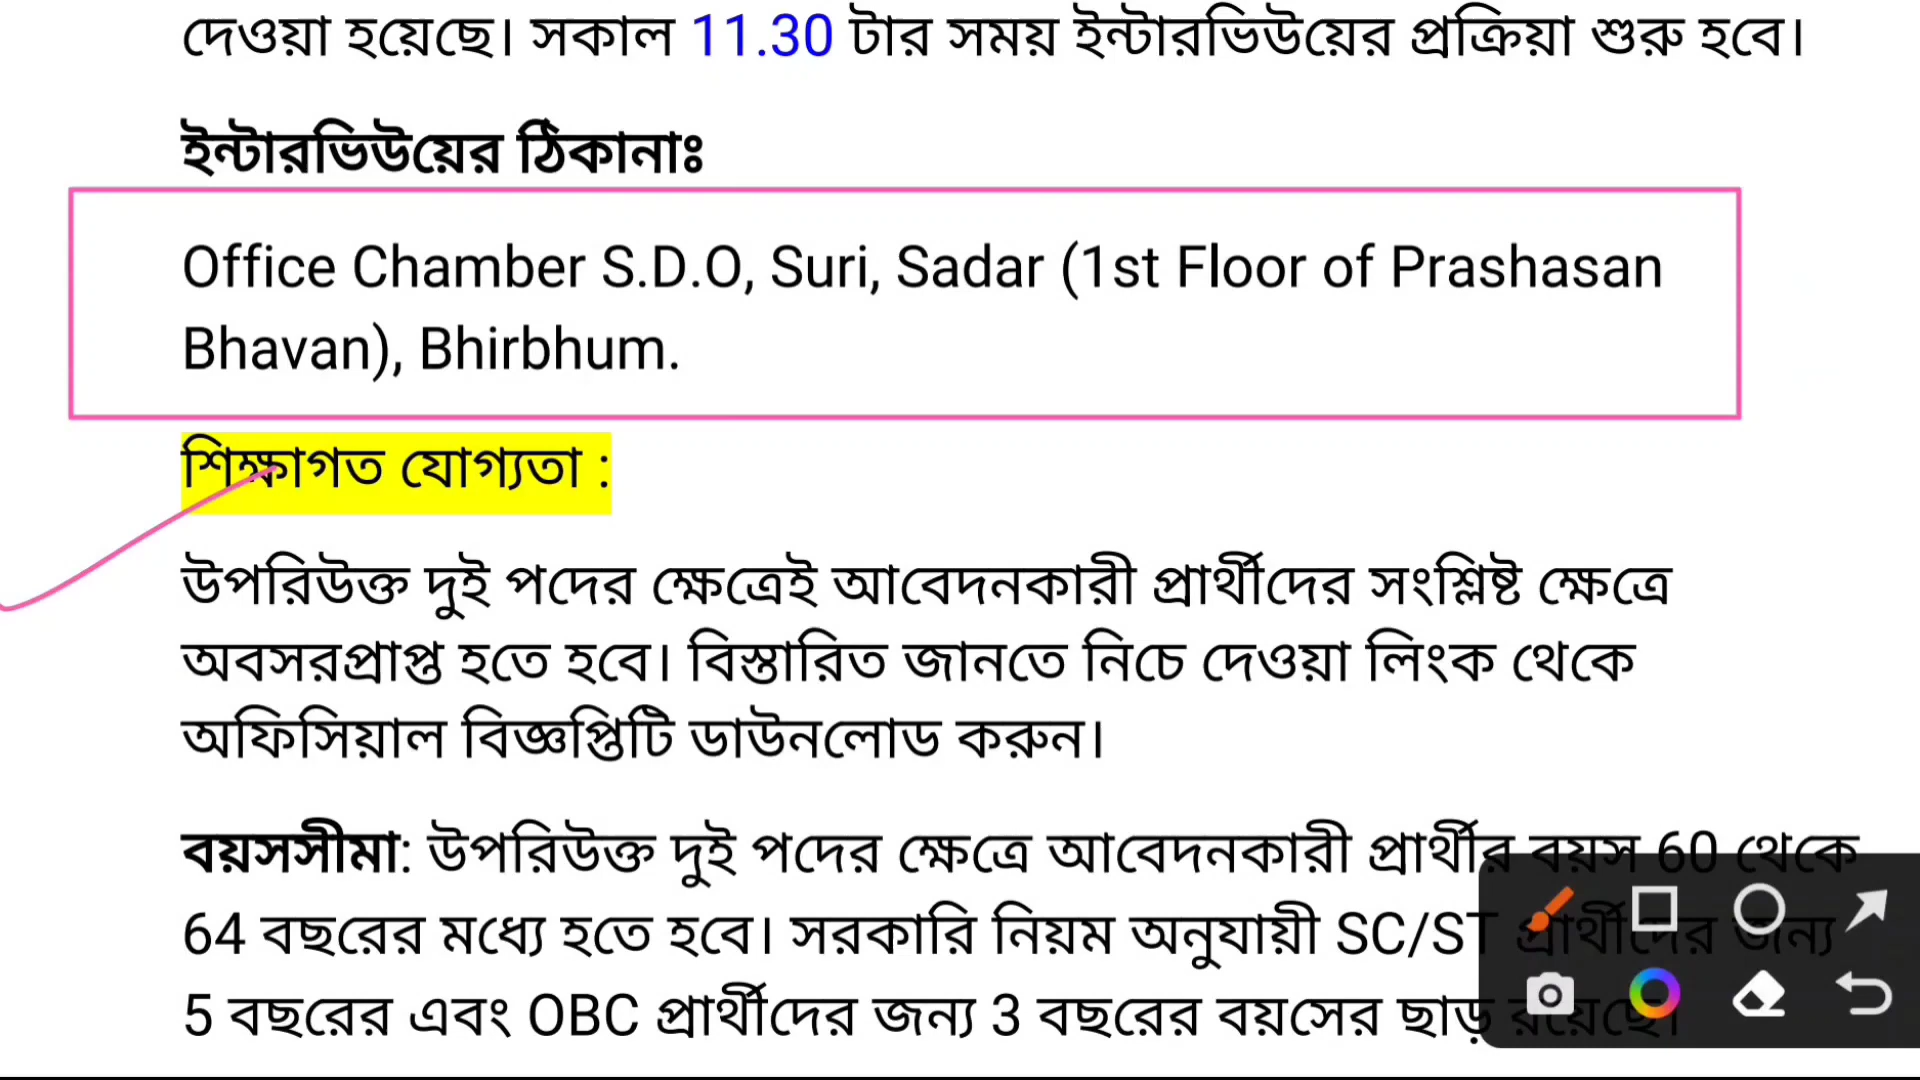 দেওয়া হয়েছে। সকাল 11.30 টার সময় ইন্টারভিউয়ের প্রক্রিয়া শুরু হবে।
ইন্টারভিউয়ের ঠিকানাঃ
Office Chamber S.D.O, Suri, Sadar (1st Floor of Prashasan
Bhavan), Bhirbhum.
শিক্ষাগত যোগ্যতা :
উপরিউক্ত দুই পদের ক্ষেত্রেই আবেদনকারী প্রার্থীদের সংশ্লিষ্ট ক্ষেত্রে
অবসরপ্রাপ্ত হতে হবে। বিস্তারিত জানতে নিচে দেওয়া লিংক থেকে
অফিসিয়াল বিজ্ঞপ্তিটি ডাউনলোড করুন।
বয়সসীমা: উপরিউক্ত দুই পদের ক্ষেত্রে আবেদনকারী প্রার্থীর বয়স 60 থেকে
64 বছরের মধ্যে হতে হবে। সরকারি নিয়ম অনুযায়ী SC/ST প্রার্থীদের জন্য
5 বছরের এবং OBC প্রার্থীদের জন্য 3 বছরের বয়সের ছাড় রয়েছে।